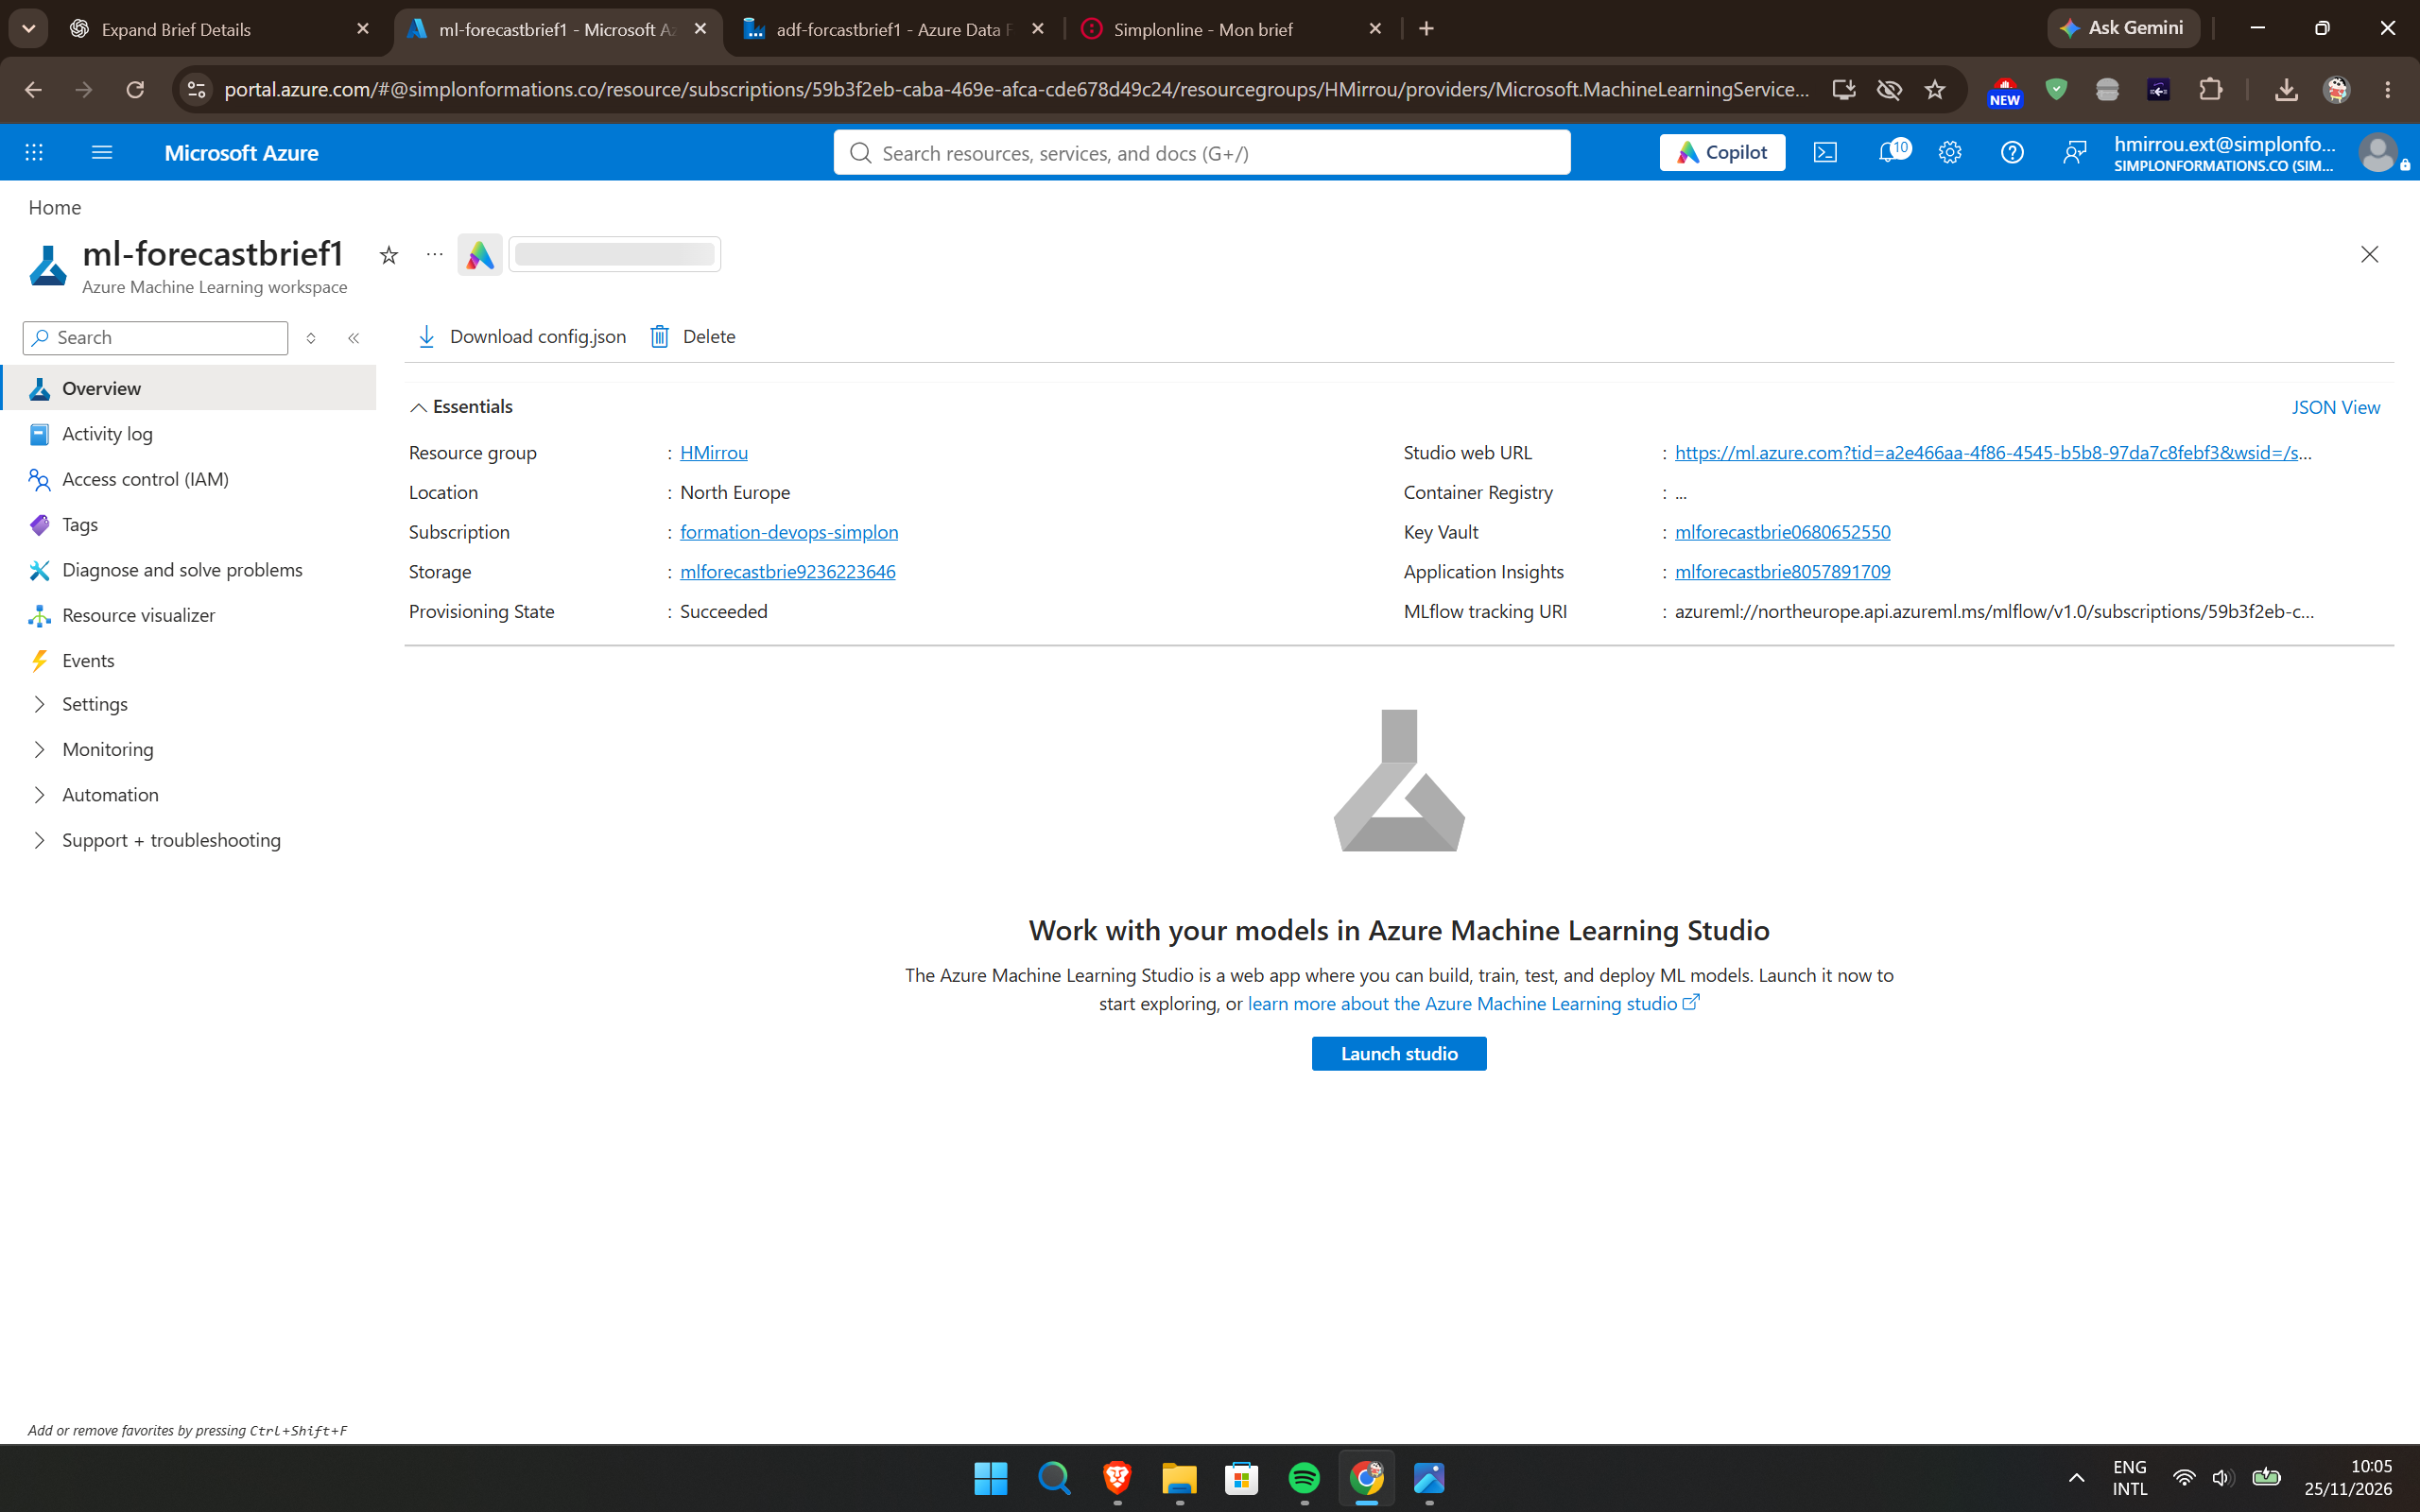 Expand Brief Details
ml-forecastbrief1 - Microsoft Az
adf-forcastbrief1 - Azure Data F
Simplonline - Mon brief
Ask Gemini
portal.azure.com/#@simplonformations.co/resource/subscriptions/59b3f2eb-caba-469e-afca-cde678d49c24/resourcegroups/HMirrou/providers/Microsoft.MachineLearningService...
NEW
Microsoft Azure
Search resources, services, and docs (G+/)
Copilot
10
hmirrou.ext@simplonfo...
SIMPLONFORMATIONS.CO (SIM...
Home
ml-forecastbrief1
Azure Machine Learning workspace
Search
Download config.json
Delete
Overview
Activity log
Access control (IAM)
Tags
Diagnose and solve problems
Resource visualizer
Events
Settings
Monitoring
Automation
Support + troubleshooting
Essentials
JSON View
Resource group : HMirrou
Location : North Europe
Subscription : formation-devops-simplon
Storage : mlforecastbrie9236223646
Provisioning State : Succeeded
Studio web URL : https://ml.azure.com?tid=a2e466aa-4f86-4545-b5b8-97da7c8febf3&wsid=/s...
Container Registry : ...
Key Vault : mlforecastbrie0680652550
Application Insights : mlforecastbrie8057891709
MLflow tracking URI : azureml://northeurope.api.azureml.ms/mlflow/v1.0/subscriptions/59b3f2eb-c...
Work with your models in Azure Machine Learning Studio
The Azure Machine Learning Studio is a web app where you can build, train, test, and deploy ML models. Launch it now to
start exploring, or learn more about the Azure Machine Learning studio
Launch studio
Add or remove favorites by pressing Ctrl+Shift+F
ENG
INTL
10:05
25/11/2026